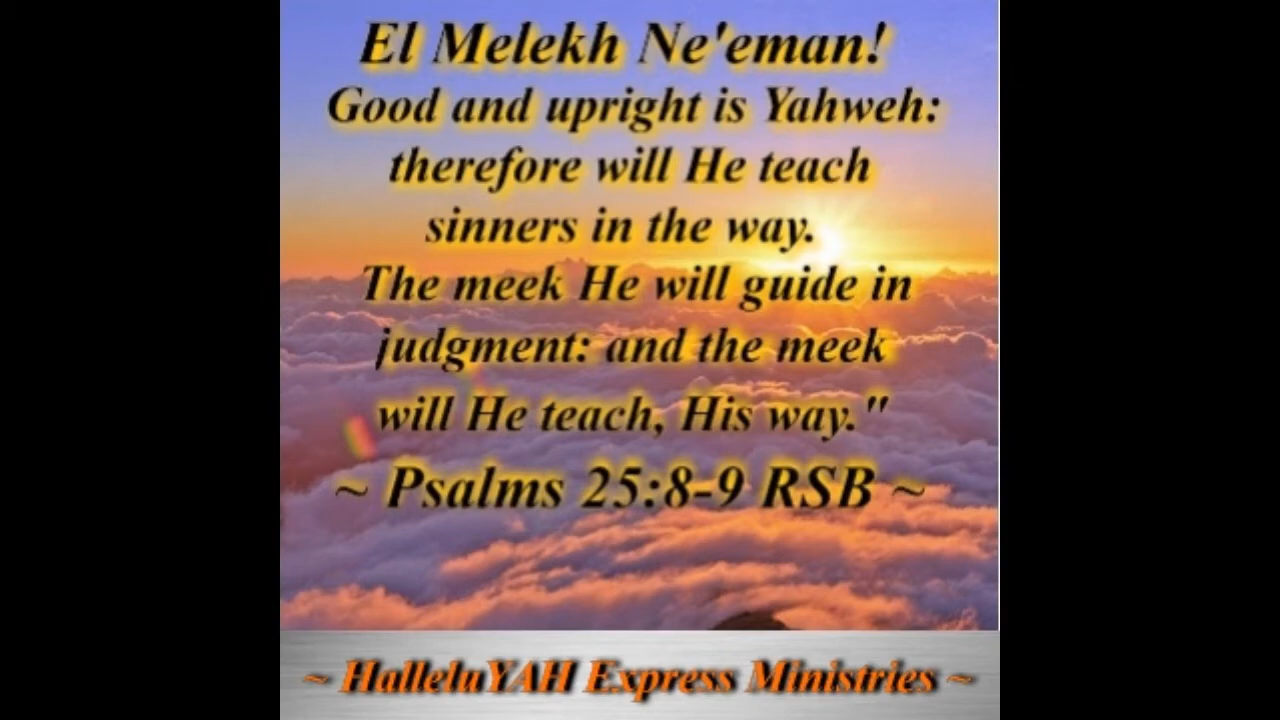 El Melekh Ne'eman!
Good and upright is Yahweh:
therefore will He teach
sinners in the way.
The meek He will guide in
judgment: and the meek
will He teach, His way."
~ Psalms 25:8-9 RSB ~
~ HalleluYAH Express Ministries ~